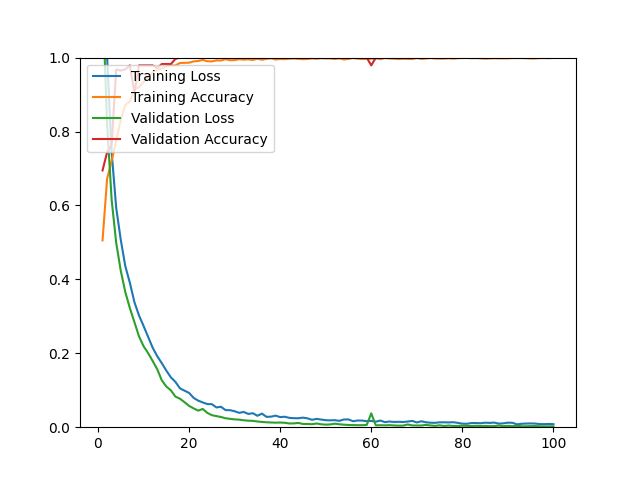 Training Loss
Training Accuracy
Validation Loss
Validation Accuracy
1.0
0.8
0.6
0.4
0.2
0.0
0 20 40 60 80 100